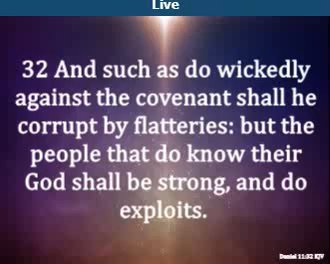 Live
32 And such as do wickedly
against the covenant shall he
corrupt by flatteries: but the
people that do know their
God shall be strong, and do
exploits.
Daniel 11:32 KJV